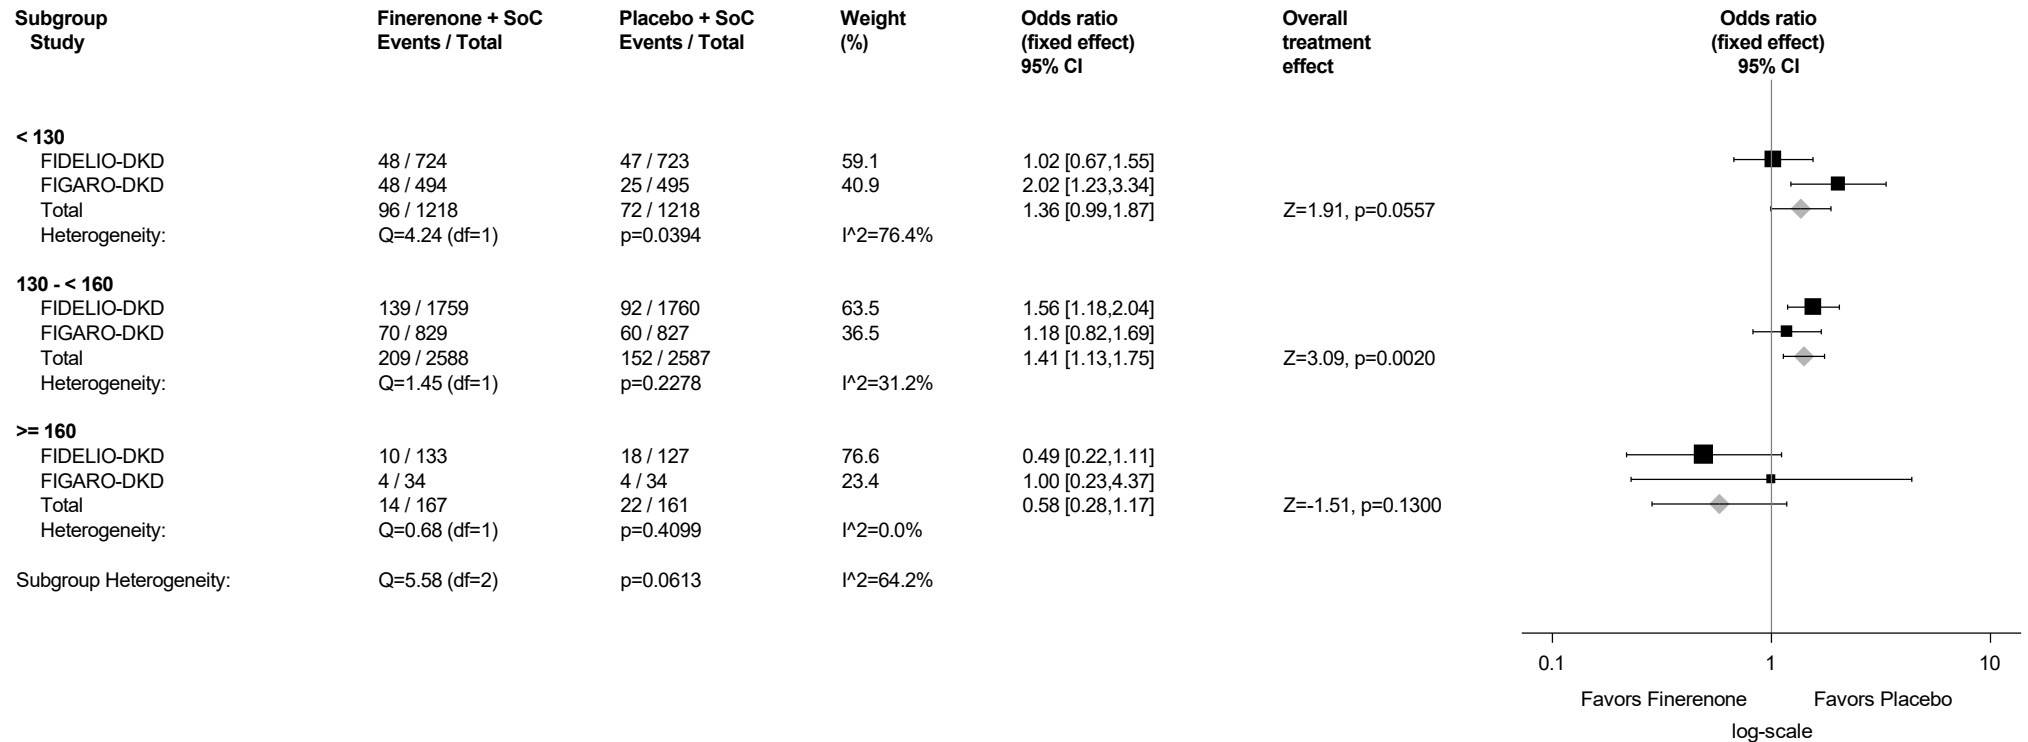 Subgroup Finerenone + SoC Placebo + SoC Weight Odds ratio Overall Odds ratio
Study Events / Total Events / Total (%) (fixed effect) treatment (fixed effect)
95% CI effect 95% CI
< 130
FIDELIO-DKD 48 / 724 47 / 723 59.1 1.02 [0.67,1.55]
FIGARO-DKD 48 / 494 25 / 495 40.9 2.02 [1.23,3.34]
Total 96 / 1218 72 / 1218 1.36 [0.99,1.87] Z=1.91, p=0.0557
Heterogeneity: Q=4.24 (df=1) p=0.0394 I^2=76.4%
130 - < 160
FIDELIO-DKD 139 / 1759 92 / 1760 63.5 1.56 [1.18,2.04]
FIGARO-DKD 70 / 829 60 / 827 36.5 1.18 [0.82,1.69]
Total 209 / 2588 152 / 2587 1.41 [1.13,1.75] Z=3.09, p=0.0020
Heterogeneity: Q=1.45 (df=1) p=0.2278 I^2=31.2%
>= 160
FIDELIO-DKD 10 / 133 18 / 127 76.6 0.49 [0.22,1.11]
FIGARO-DKD 4 / 34 4 / 34 23.4 1.00 [0.23,4.37]
Total 14 / 167 22 / 161 0.58 [0.28,1.17] Z=-1.51, p=0.1300
Heterogeneity: Q=0.68 (df=1) p=0.4099 I^2=0.0%
Subgroup Heterogeneity: Q=5.58 (df=2) p=0.0613 I^2=64.2%
0.1 1 10
Favors Finerenone Favors Placebo
log-scale